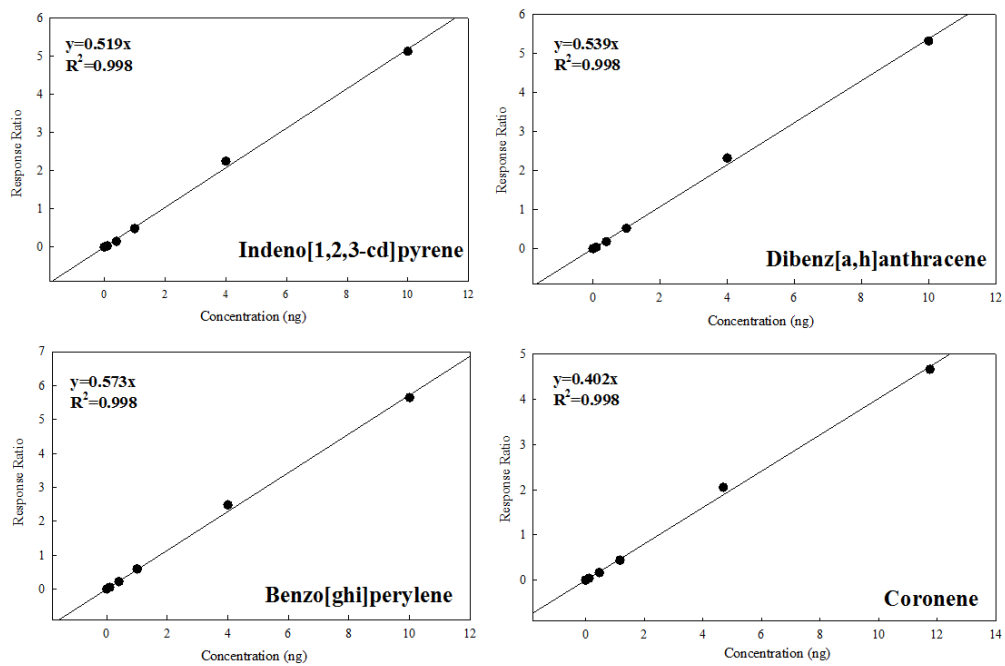 6
y=0.519x
R²=0.998
5
4
3
2
1
0
Response Ratio
Indeno[1,2,3-cd]pyrene
0 2 4 6 8 10 12
Concentration (ng)
6
y=0.539x
R²=0.998
5
4
3
2
1
0
Response Ratio
Dibenz[a,h]anthracene
0 2 4 6 8 10 12
Concentration (ng)
7
y=0.573x
R²=0.998
6
5
4
3
2
1
0
Response Ratio
Benzo[ghi]perylene
0 2 4 6 8 10 12
Concentration (ng)
5
y=0.402x
R²=0.998
4
3
2
1
0
Response Ratio
Coronene
0 2 4 6 8 10 12 14
Concentration (ng)